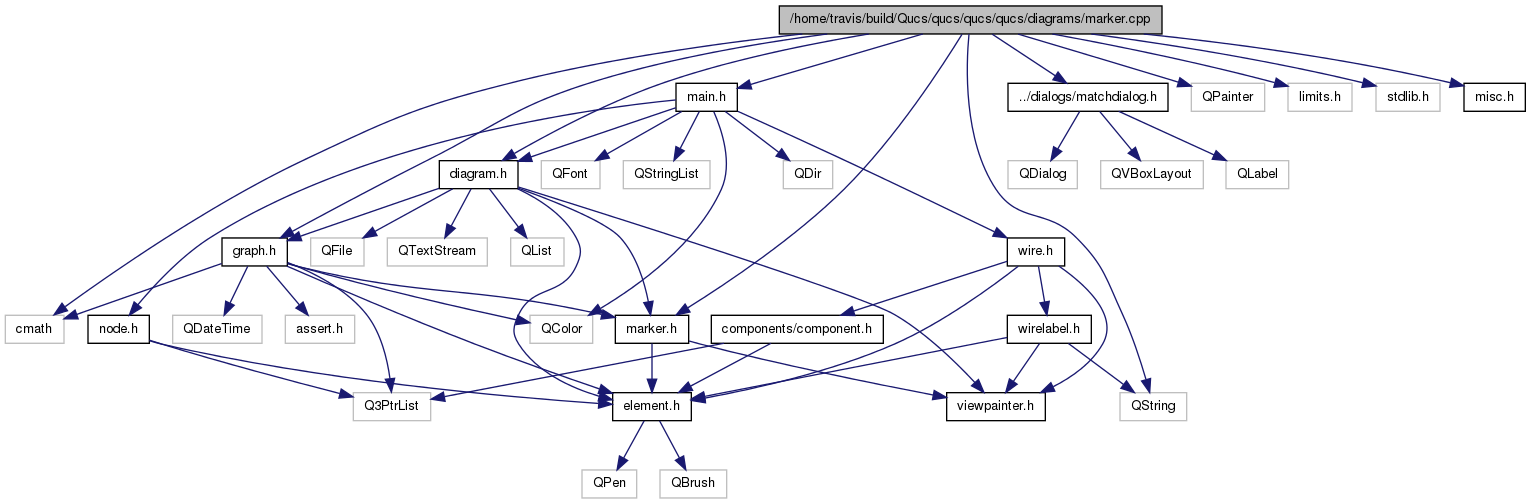 /home/travis/build/Qucs/qucs/qucs/qucs/diagrams/marker.cpp
main.h
../dialogs/matchdialog.h
QPainter
limits.h
stdlib.h
misc.h
diagram.h
QFont
QStringList
QDir
QDialog
QVBoxLayout
QLabel
graph.h
QFile
QTextStream
QList
wire.h
cmath
node.h
QDateTime
assert.h
QColor
marker.h
components/component.h
wirelabel.h
Q3PtrList
element.h
viewpainter.h
QString
QPen
QBrush